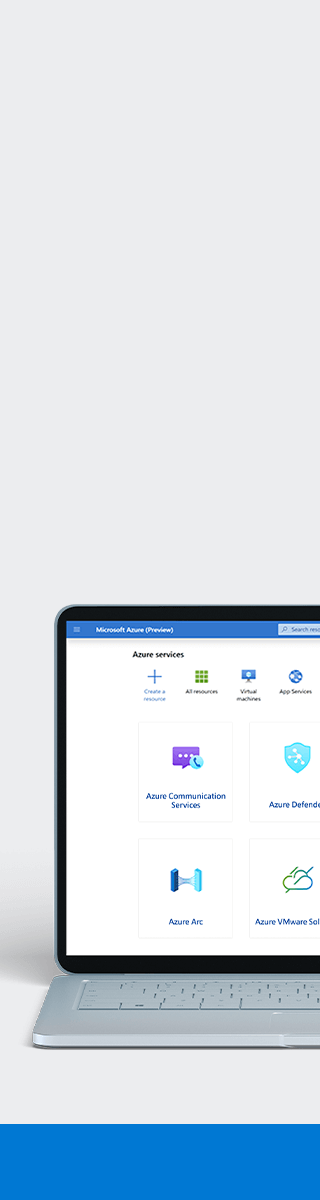 Microsoft Azure (Preview)
Search reso
Azure services
Create a
resource
All resources
Virtual
machines
App Services
Azure Communication
Services
Azure Defende
Azure Arc
Azure VMware Sol